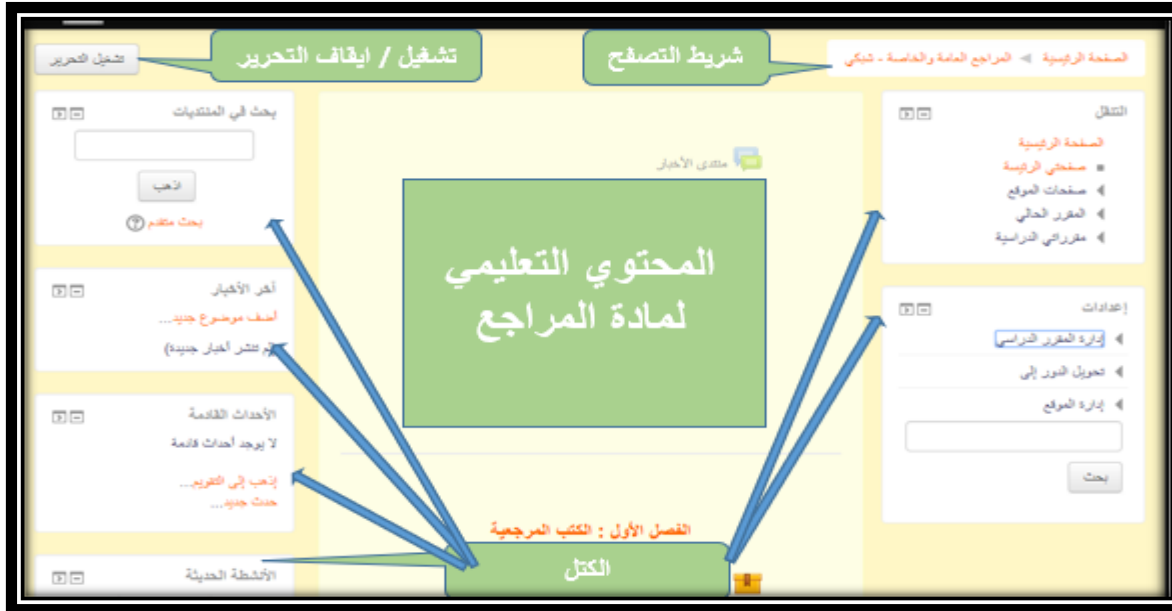 الصفحة الرئيسية ◄ المراجع العامة والخاصة - شبكي
شريط التصفح
تشغيل / ايقاف التحرير
تشغيل التحرير
التنقل
الصفحة الرئيسية
صفحتي الرئيسة
صفحات الموقع
المقرر الحالي
مقرراتي الدراسية
إعدادات
إدارة المقرر الدراسي
تحويل الدور إلى
إدارة الموقع
بحث
منتدى الأخبار
المحتوي التعليمي
لمادة المراجع
الفصل الأول : الكتب المرجعية
الكتل
بحث في المنتديات
اذهب
بحث متقدم
آخر الأخبار
أضف موضوع جديد...
تنشر أخبار جديدة)
الأحداث القادمة
لا يوجد أحداث قادمة
إذهب إلى التقويم...
حدث جديد...
الأنشطة الحديثة